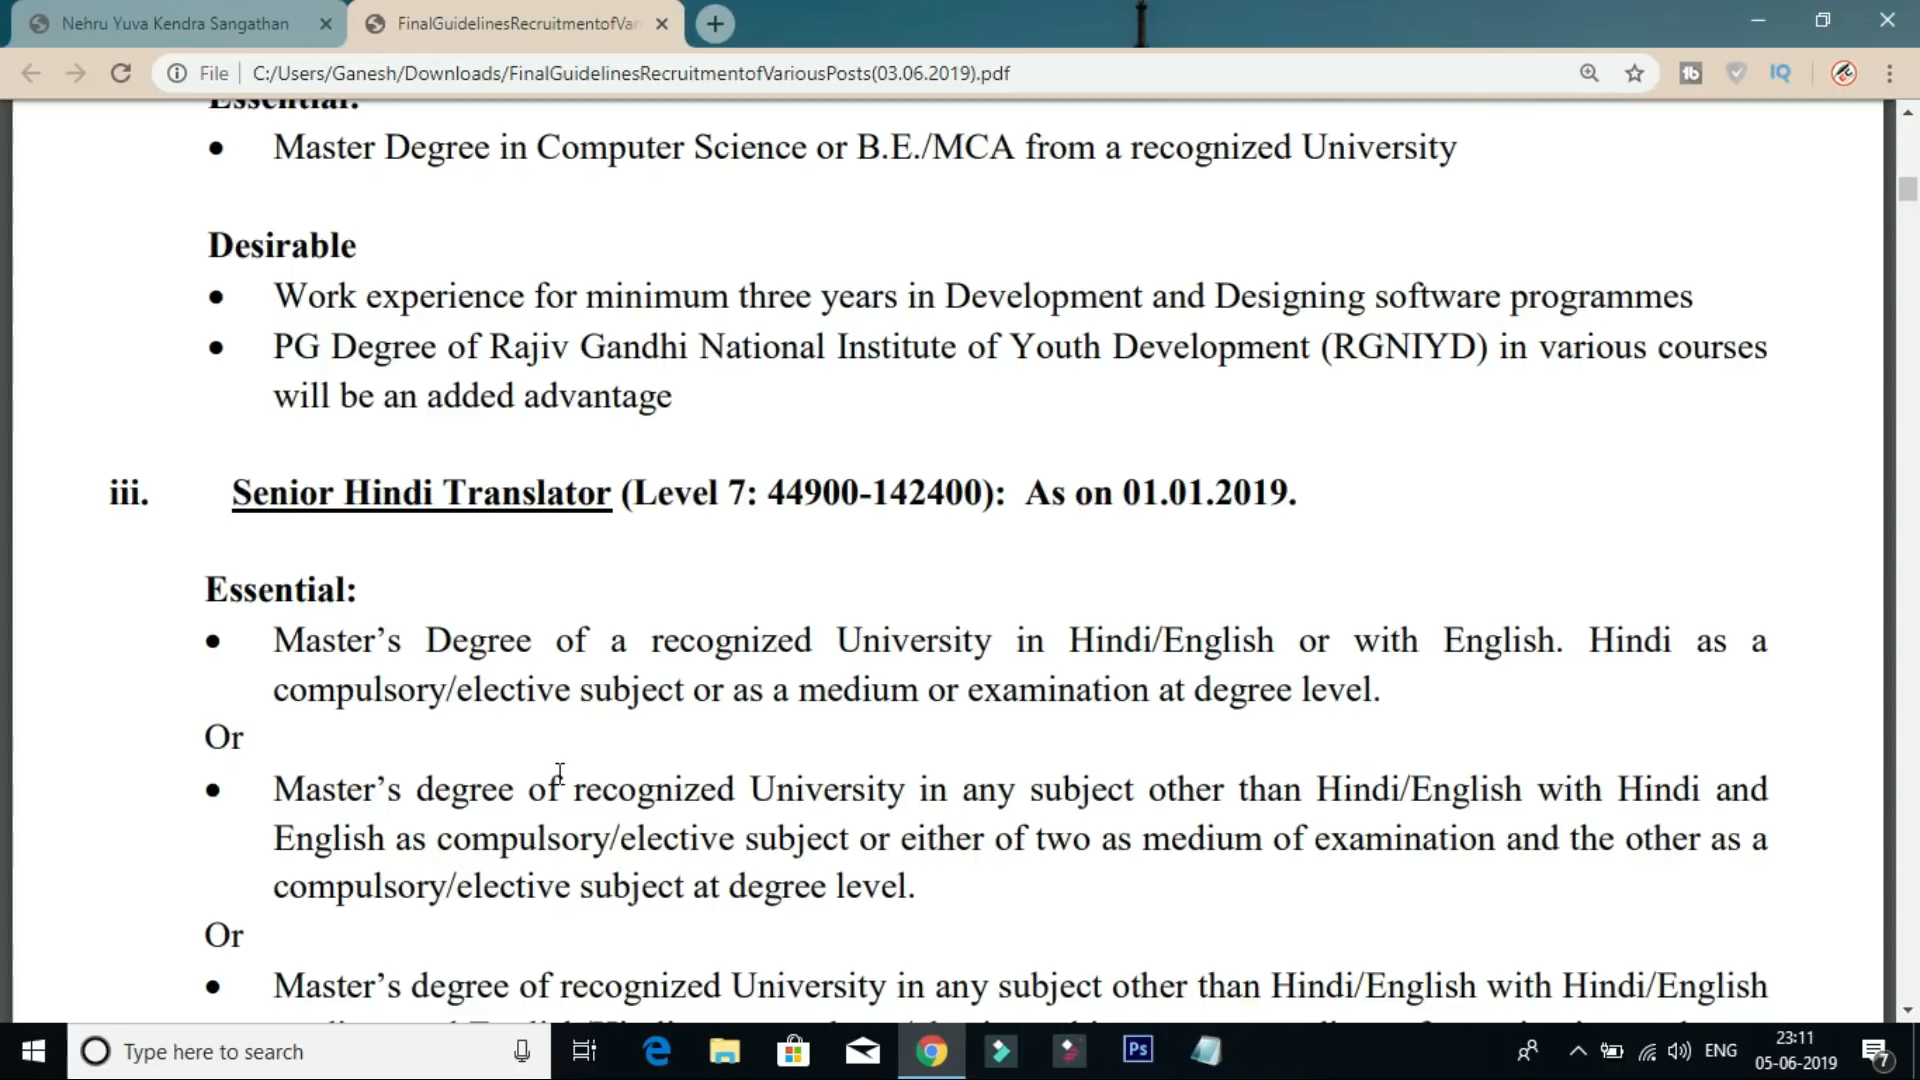 Nehru Yuva Kendra Sangathan
FinalGuidelinesRecruitmentofVar
File
C:/Users/Ganesh/Downloads/FinalGuidelinesRecruitmentofVariousPosts(03.06.2019).pdf
Essential:
• Master Degree in Computer Science or B.E./MCA from a recognized University
Desirable
• Work experience for minimum three years in Development and Designing software programmes
• PG Degree of Rajiv Gandhi National Institute of Youth Development (RGNIYD) in various courses
will be an added advantage
iii. Senior Hindi Translator (Level 7: 44900-142400): As on 01.01.2019.
Essential:
• Master’s Degree of a recognized University in Hindi/English or with English. Hindi as a
compulsory/elective subject or as a medium or examination at degree level.
Or
• Master’s degree of recognized University in any subject other than Hindi/English with Hindi and
English as compulsory/elective subject or either of two as medium of examination and the other as a
compulsory/elective subject at degree level.
Or
• Master’s degree of recognized University in any subject other than Hindi/English with Hindi/English
Type here to search
Ps
ENG
23:11
05-06-2019
7